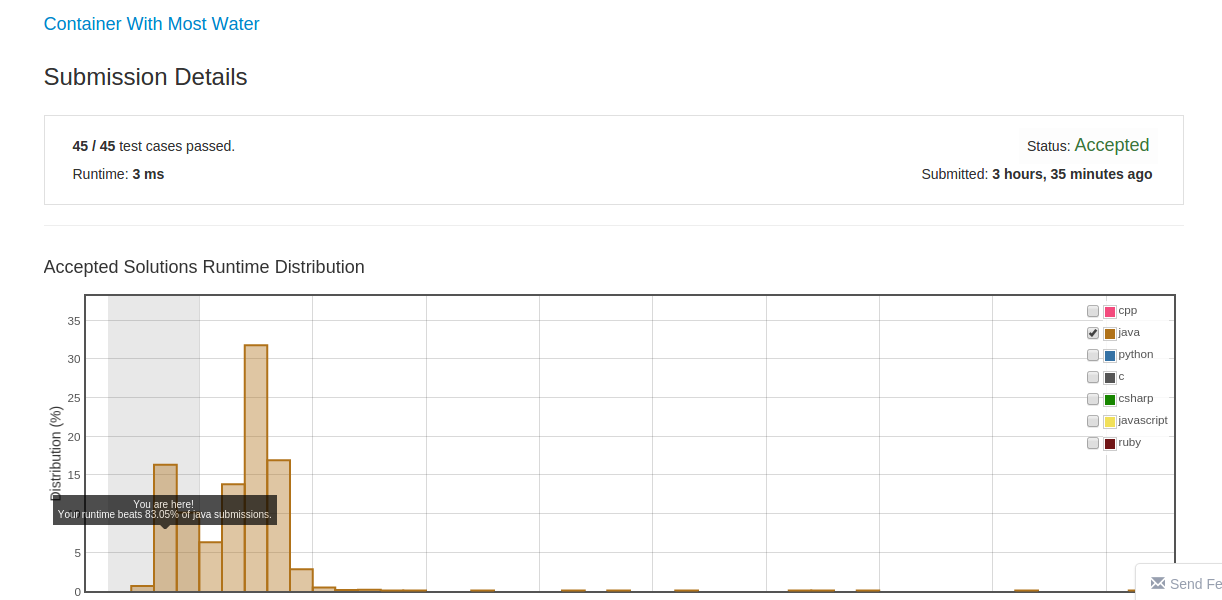 Container With Most Water
Submission Details
45 / 45 test cases passed.
Status: Accepted
Runtime: 3 ms
Submitted: 3 hours, 35 minutes ago
Accepted Solutions Runtime Distribution
Distribution (%)
35
30
25
20
15
5
0
You are here!
Your runtime beats 83.05% of java submissions.
cpp
java
python
c
csharp
javascript
ruby
Send Fe